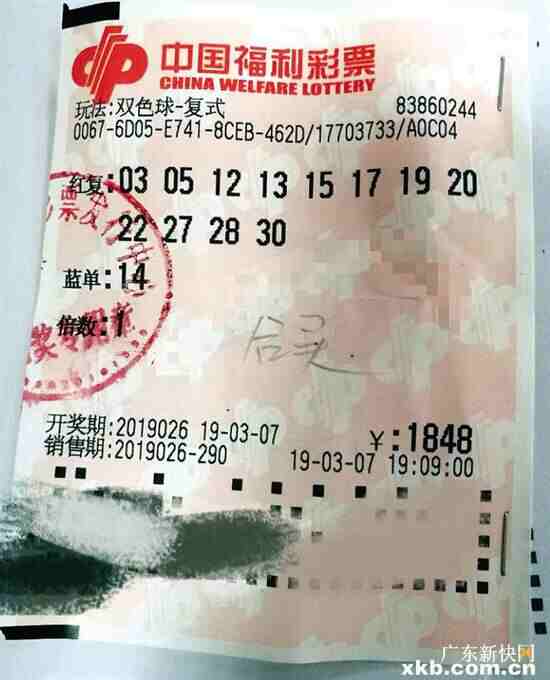 中国福利彩票
CHINA WELFARE LOTTERY
玩法:双色球-复式 83860244
0067-6D05-E741-8CEB-462D/17703733/A0C04
红复:03 05 12 13 15 17 19 20
22 27 28 30
蓝单:14
倍数:1
合买
开奖期:2019026 19-03-07 ¥:1848
销售期:2019026-290 19-03-07 19:09:00
广东新快网
xkb.com.cn